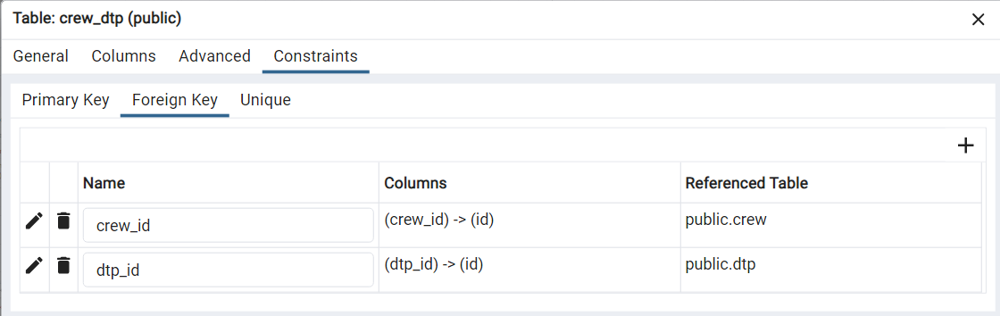 Table: crew_dtp (public)
General Columns Advanced Constraints
Primary Key Foreign Key Unique
Name Columns Referenced Table
crew_id (crew_id) -> (id) public.crew
dtp_id (dtp_id) -> (id) public.dtp